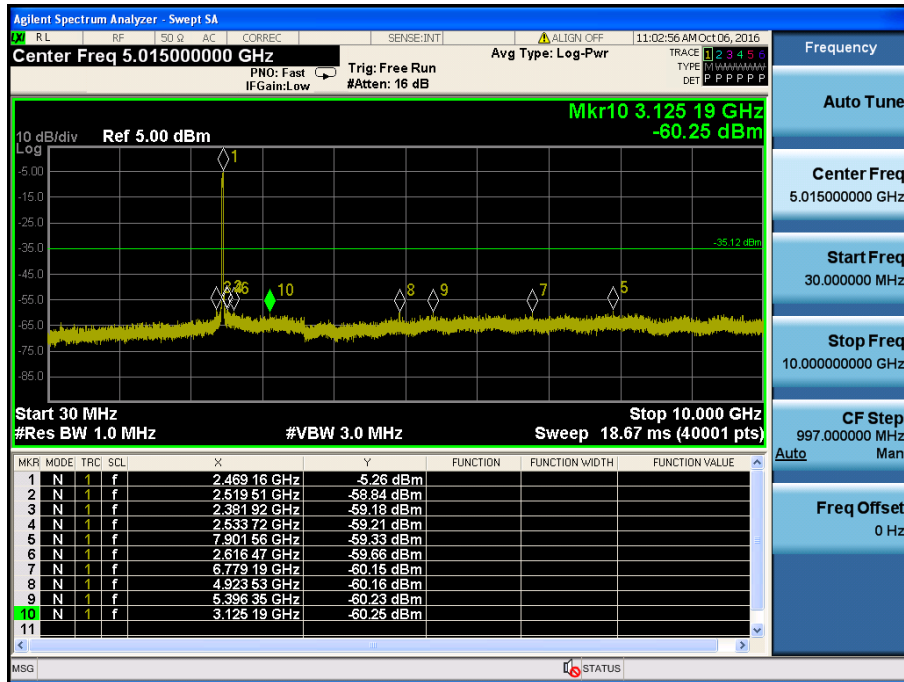 Agilent Spectrum Analyzer - Swept SA
LXI RL RF 50 Ω AC CORREC SENSE:INT ALIGN OFF 11:02:56 AM Oct 06, 2016
Center Freq 5.015000000 GHz
PNO: Fast
IFGain:Low
Trig: Free Run
#Atten: 16 dB
Avg Type: Log-Pwr
TRACE 1 2 3 4 5 6
TYPE M WWWWW
DET P P P P P P
Mkr10 3.125 19 GHz
-60.25 dBm
10 dB/div Ref 5.00 dBm
Log
-5.00
-15.0
-25.0
-35.0
-45.0
-55.0
-65.0
-75.0
-85.0
-35.12 dBm
1
6
10
8
9
7
5
Start 30 MHz Stop 10.000 GHz
#Res BW 1.0 MHz #VBW 3.0 MHz Sweep 18.67 ms (40001 pts)
MKR MODE TRC SCL X Y FUNCTION FUNCTION WIDTH FUNCTION VALUE
1 N 1 f 2.469 16 GHz -5.26 dBm
2 N 1 f 2.519 51 GHz -58.84 dBm
3 N 1 f 2.381 92 GHz -59.18 dBm
4 N 1 f 2.533 72 GHz -59.21 dBm
5 N 1 f 7.901 56 GHz -59.33 dBm
6 N 1 f 2.616 47 GHz -59.66 dBm
7 N 1 f 6.779 19 GHz -60.15 dBm
8 N 1 f 4.923 53 GHz -60.16 dBm
9 N 1 f 5.396 35 GHz -60.23 dBm
10 N 1 f 3.125 19 GHz -60.25 dBm
11
MSG STATUS
Frequency
Auto Tune
Center Freq
5.015000000 GHz
Start Freq
30.000000 MHz
Stop Freq
10.000000000 GHz
CF Step
997.000000 MHz
Auto Man
Freq Offset
0 Hz